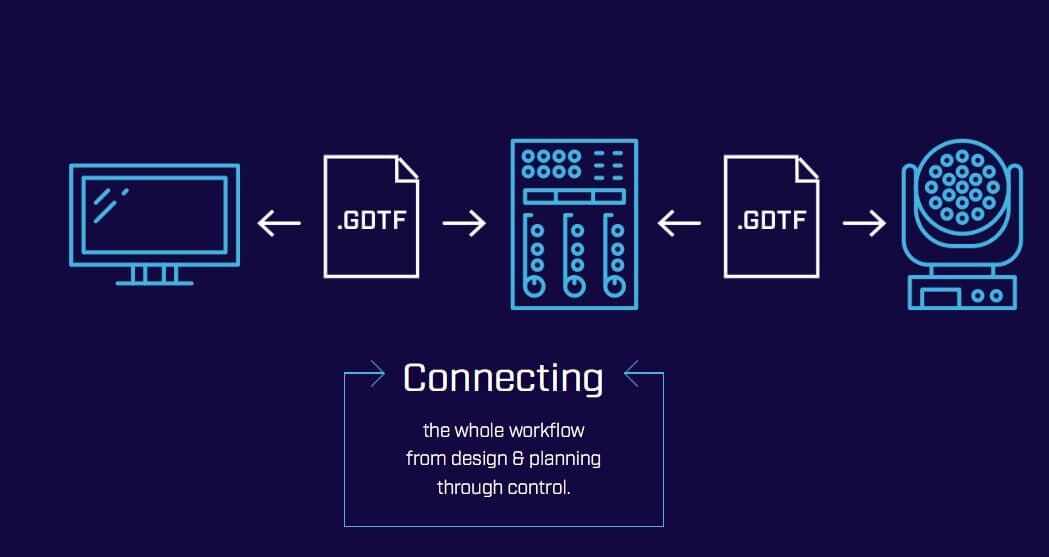 .GDTF
.GDTF
Connecting
the whole workflow
from design & planning
through control.